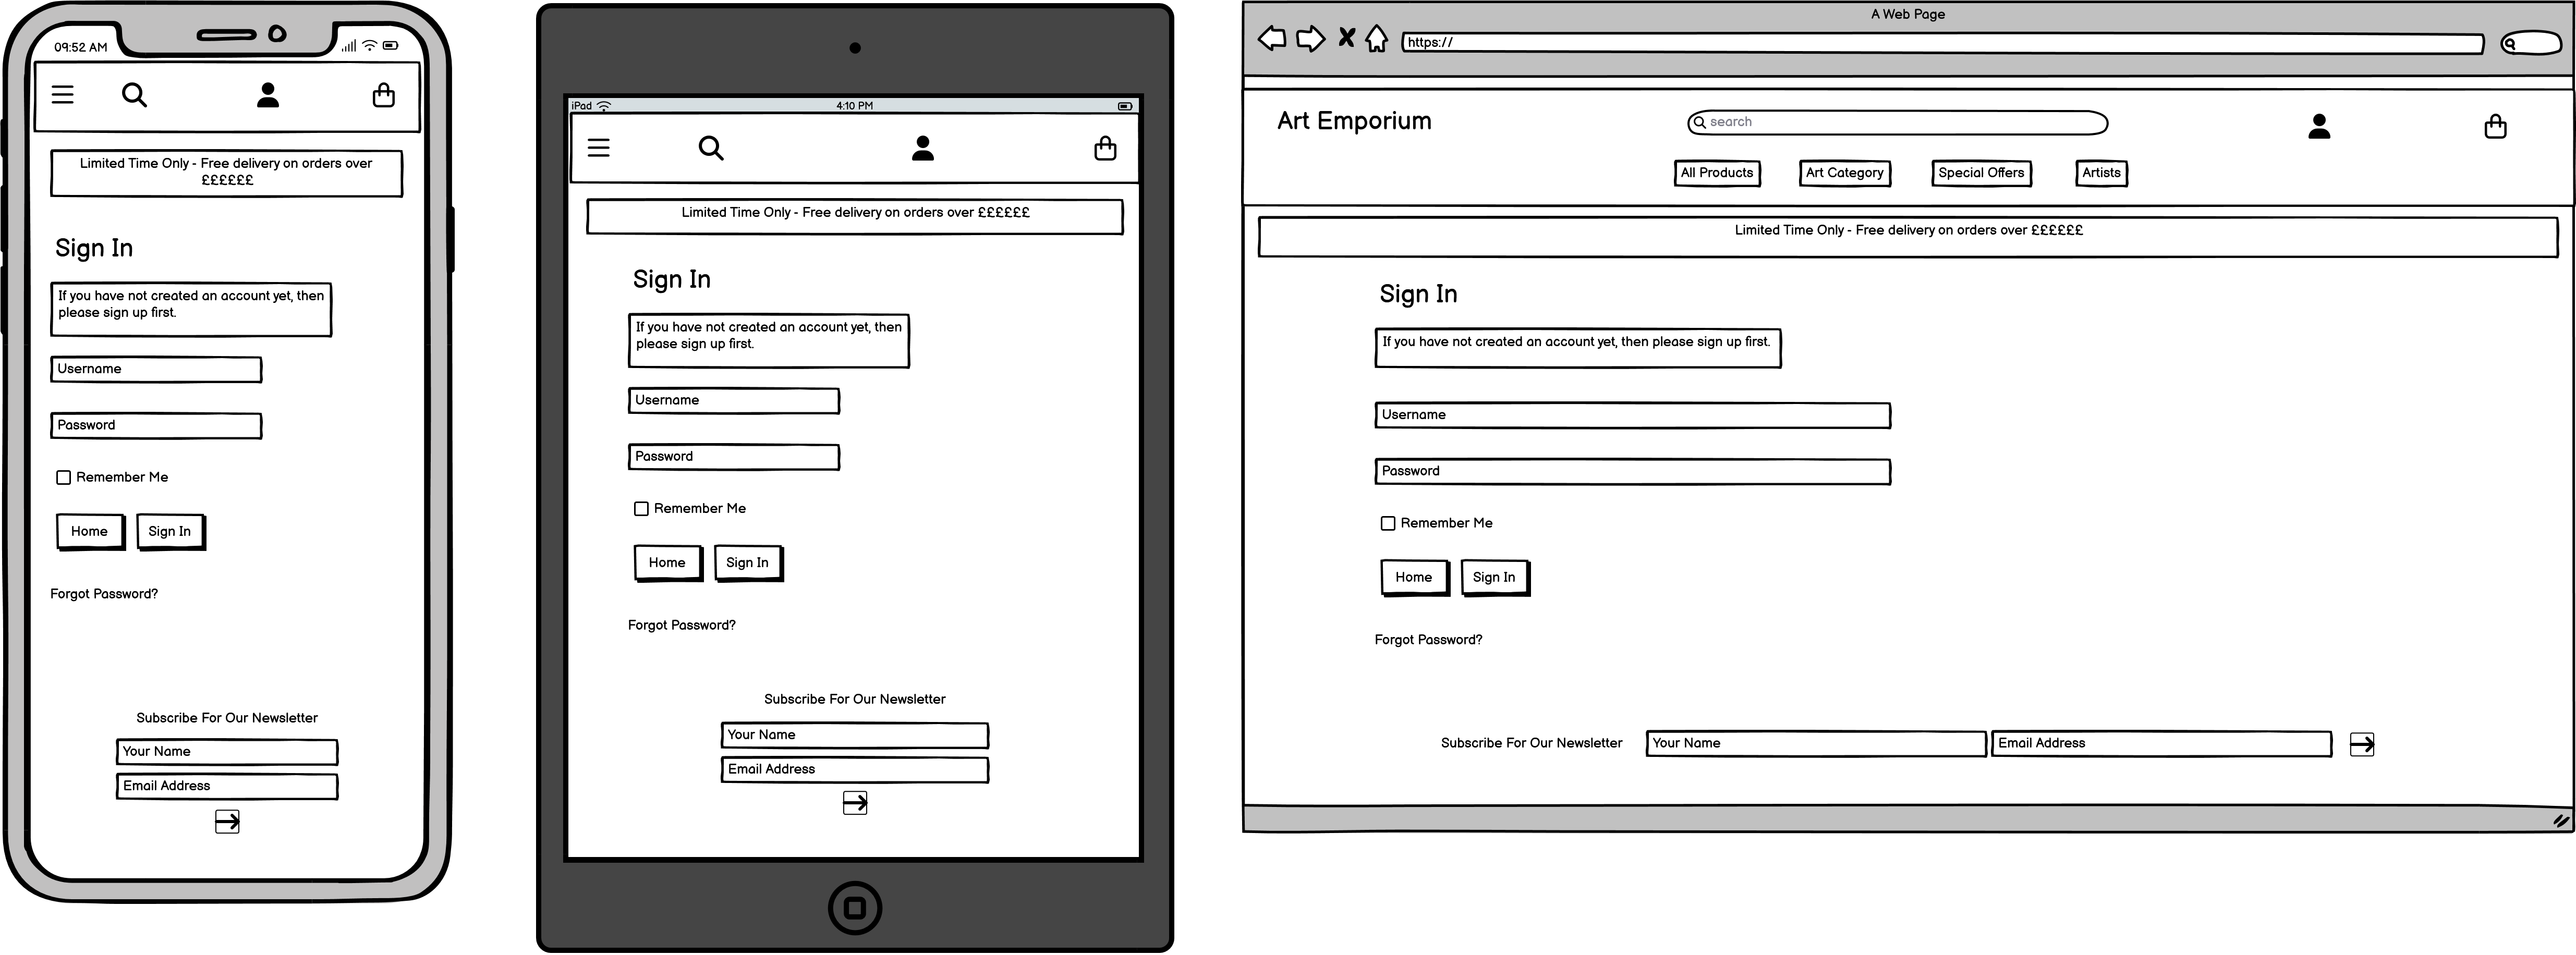 09:52 AM
Limited Time Only - Free delivery on orders over
££££££
Sign In
If you have not created an account yet, then
please sign up first.
Username
Password
Remember Me
Home
Sign In
Forgot Password?
Subscribe For Our Newsletter
Your Name
Email Address
iPad
4:10 PM
Limited Time Only - Free delivery on orders over ££££££
Sign In
If you have not created an account yet, then
please sign up first.
Username
Password
Remember Me
Home
Sign In
Forgot Password?
Subscribe For Our Newsletter
Your Name
Email Address
A Web Page
https://
Art Emporium
search
All Products
Art Category
Special Offers
Artists
Limited Time Only - Free delivery on orders over ££££££
Sign In
If you have not created an account yet, then please sign up first.
Username
Password
Remember Me
Home
Sign In
Forgot Password?
Subscribe For Our Newsletter
Your Name
Email Address